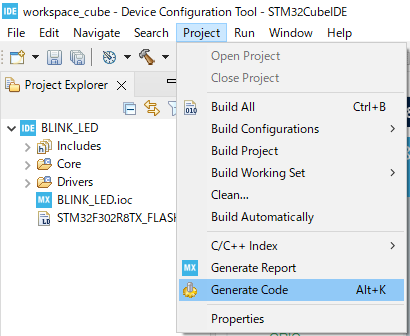 IDE workspace_cube - Device Configuration Tool - STM32CubeIDE
File Edit Navigate Search Project Run Window Help
Project Explorer
IDE BLINK_LED
Includes
Core
Drivers
MX BLINK_LED.ioc
STM32F302R8TX_FLASH
Open Project
Close Project
010 Build All Ctrl+B
Build Configurations
Build Project
Build Working Set
Clean...
Build Automatically
C/C++ Index
MX Generate Report
Generate Code Alt+K
Properties